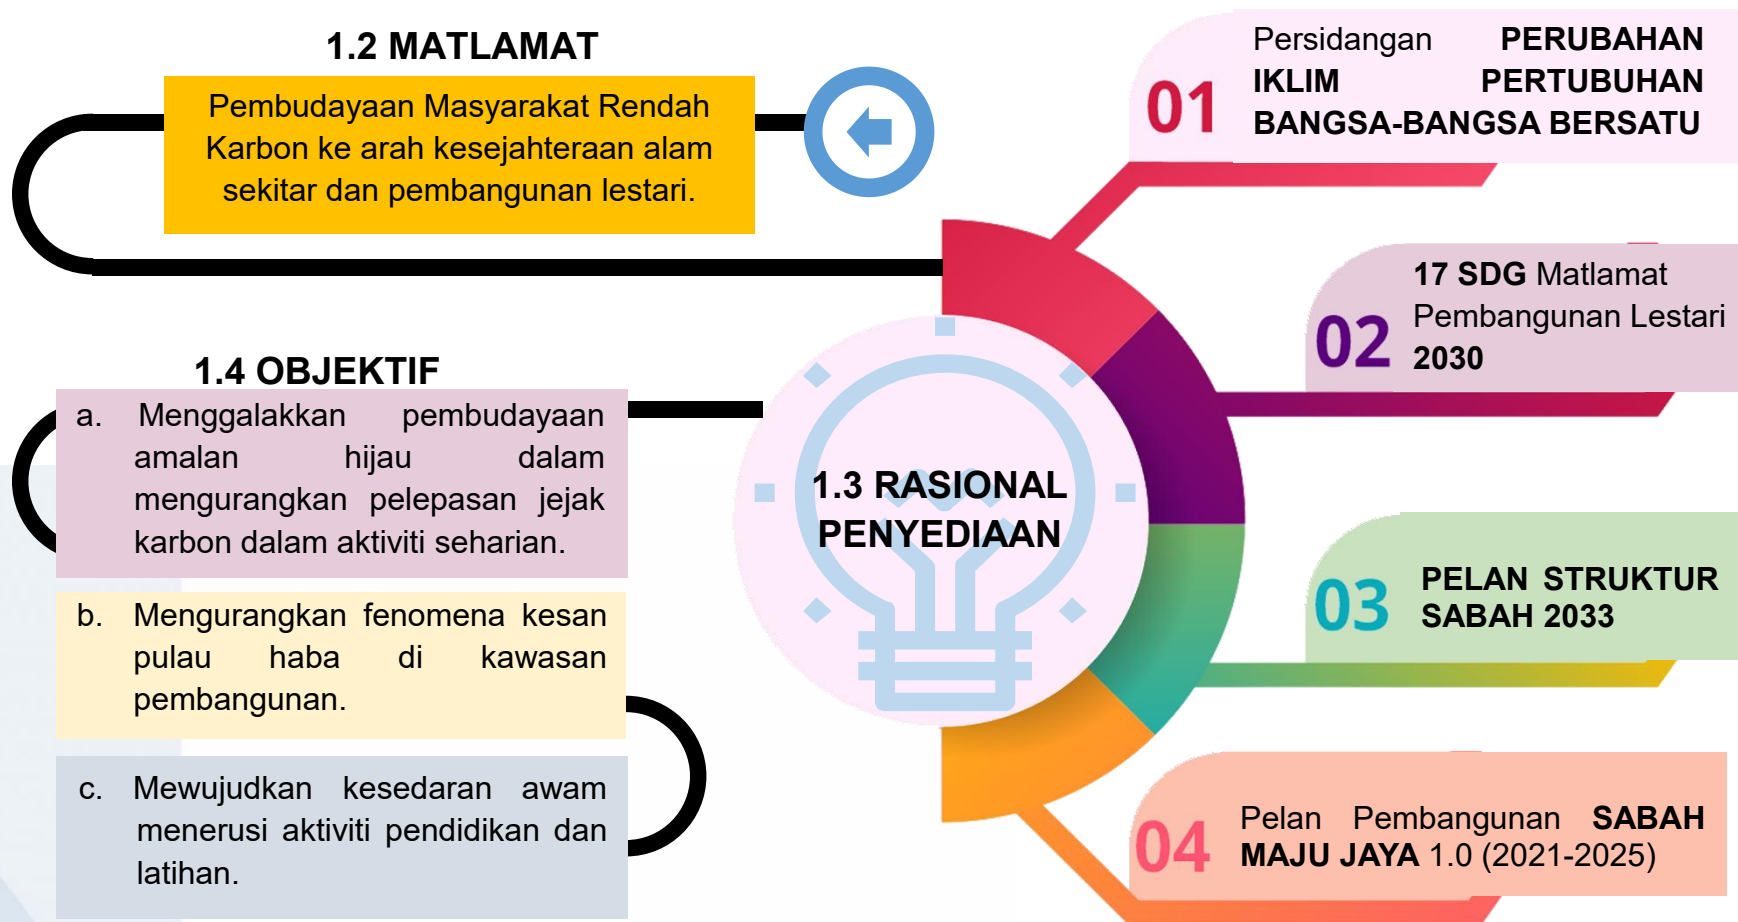 1.2 MATLAMAT
Pembudayaan Masyarakat Rendah
Karbon ke arah kesejahteraan alam
sekitar dan pembangunan lestari.
1.3 RASIONAL
PENYEDIAAN
01
Persidangan PERUBAHAN
IKLIM PERTUBUHAN
BANGSA-BANGSA BERSATU
02
17 SDG Matlamat
Pembangunan Lestari
2030
03
PELAN STRUKTUR
SABAH 2033
04
Pelan Pembangunan SABAH
MAJU JAYA 1.0 (2021-2025)
1.4 OBJEKTIF
a. Menggalakkan pembudayaan
amalan hijau dalam
mengurangkan pelepasan jejak
karbon dalam aktiviti seharian.
b. Mengurangkan fenomena kesan
pulau haba di kawasan
pembangunan.
c. Mewujudkan kesedaran awam
menerusi aktiviti pendidikan dan
latihan.